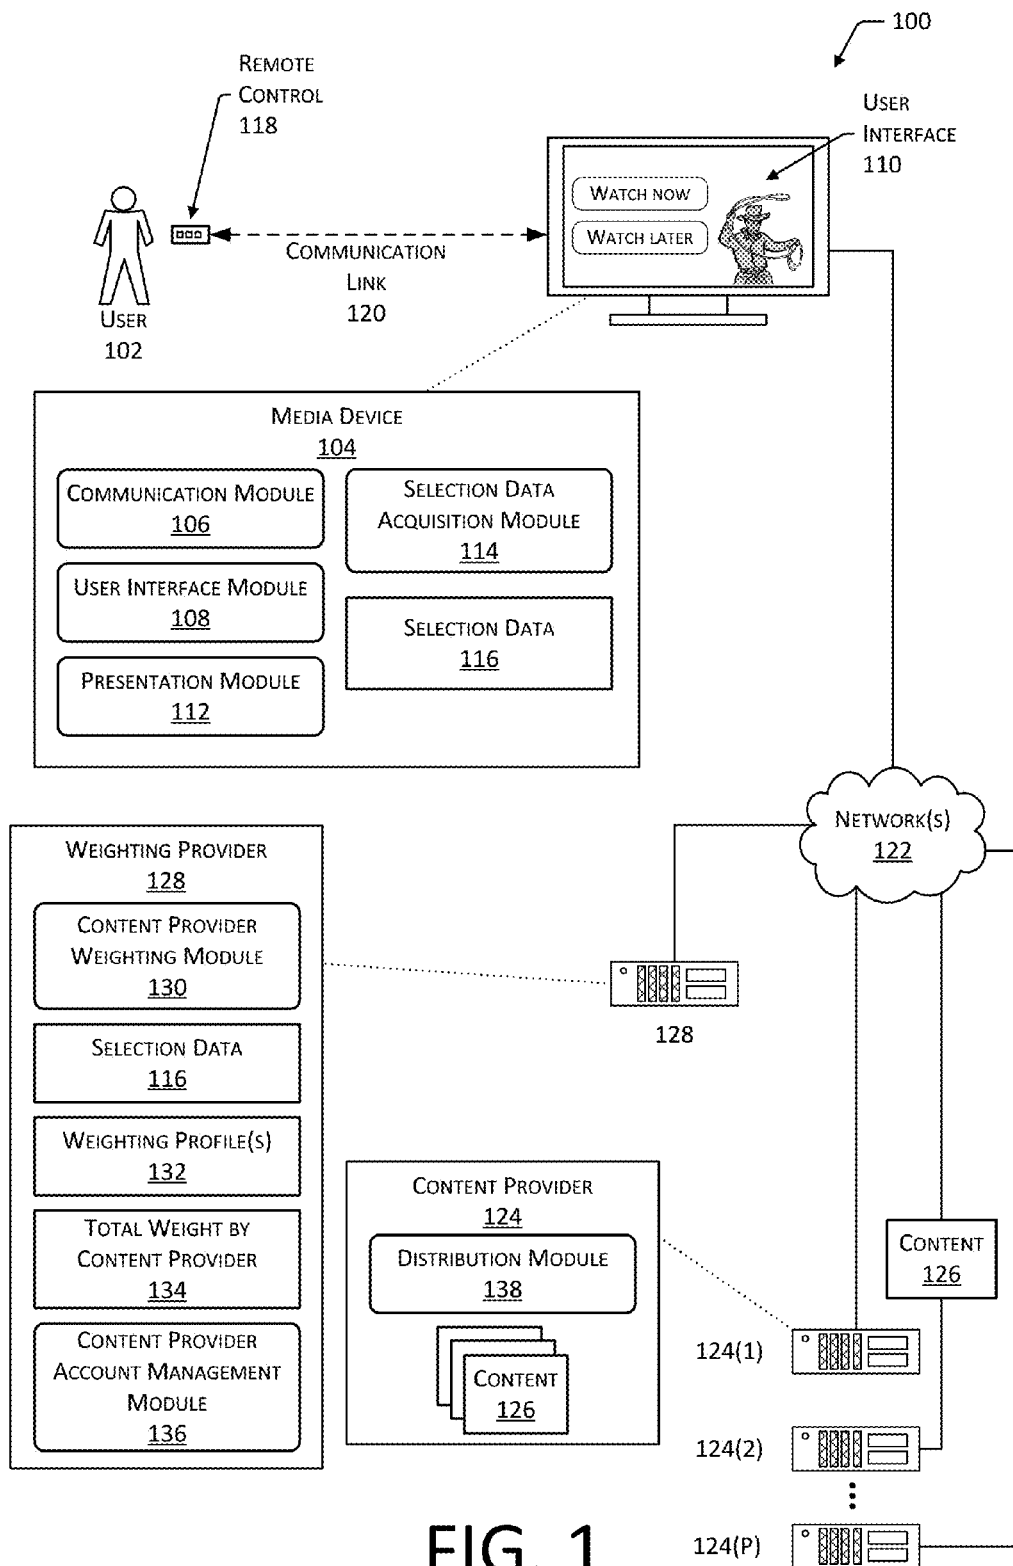 100
REMOTE
CONTROL
118
USER
INTERFACE
110
WATCH NOW
WATCH LATER
COMMUNICATION
LINK
120
USER
102
MEDIA DEVICE
104
COMMUNICATION MODULE
106
USER INTERFACE MODULE
108
PRESENTATION MODULE
112
SELECTION DATA
ACQUISITION MODULE
114
SELECTION DATA
116
NETWORK(S)
122
WEIGHTING PROVIDER
128
CONTENT PROVIDER
WEIGHTING MODULE
130
SELECTION DATA
116
WEIGHTING PROFILE(S)
132
TOTAL WEIGHT BY
CONTENT PROVIDER
134
CONTENT PROVIDER
ACCOUNT MANAGEMENT
MODULE
136
128
CONTENT PROVIDER
124
DISTRIBUTION MODULE
138
CONTENT
126
CONTENT
126
124(1)
124(2)
124(P)
FIG. 1